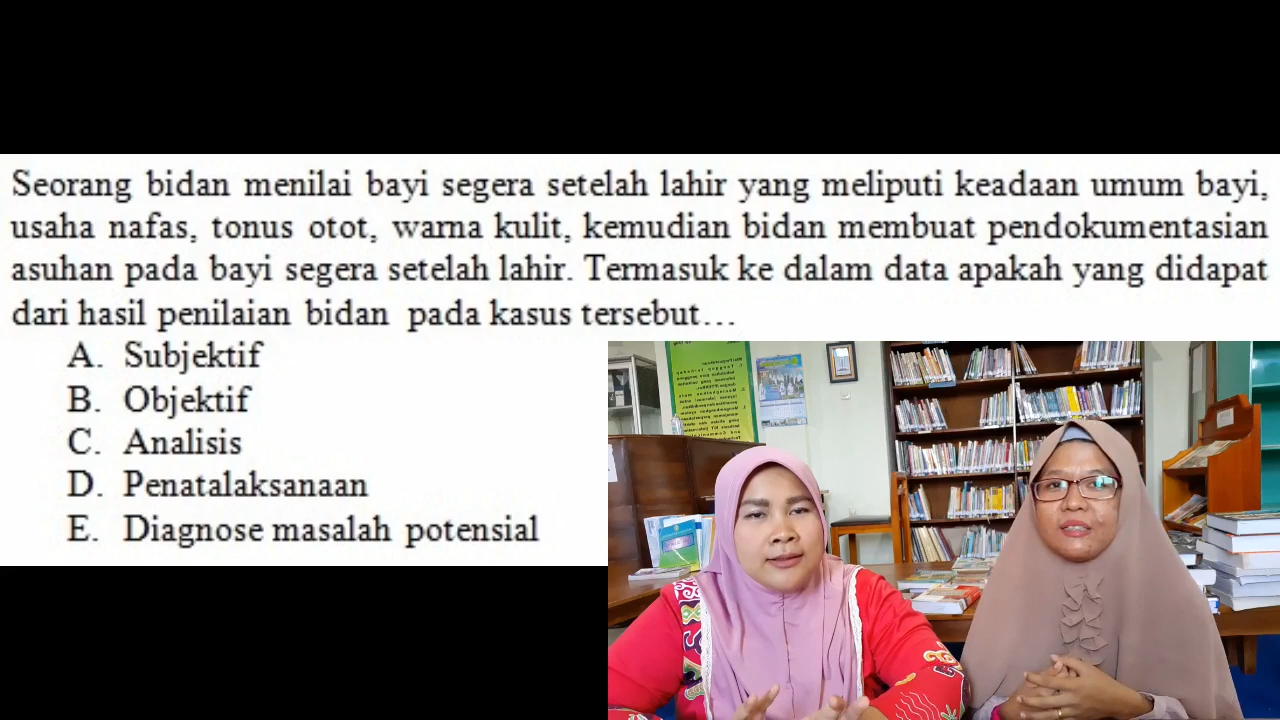 Seorang bidan menilai bayi segera setelah lahir yang meliputi keadaan umum bayi,
usaha nafas, tonus otot, warna kulit, kemudian bidan membuat pendokumentasian
asuhan pada bayi segera setelah lahir. Termasuk ke dalam data apakah yang didapat
dari hasil penilaian bidan pada kasus tersebut...
A. Subjektif
B. Objektif
C. Analisis
D. Penatalaksanaan
E. Diagnose masalah potensial